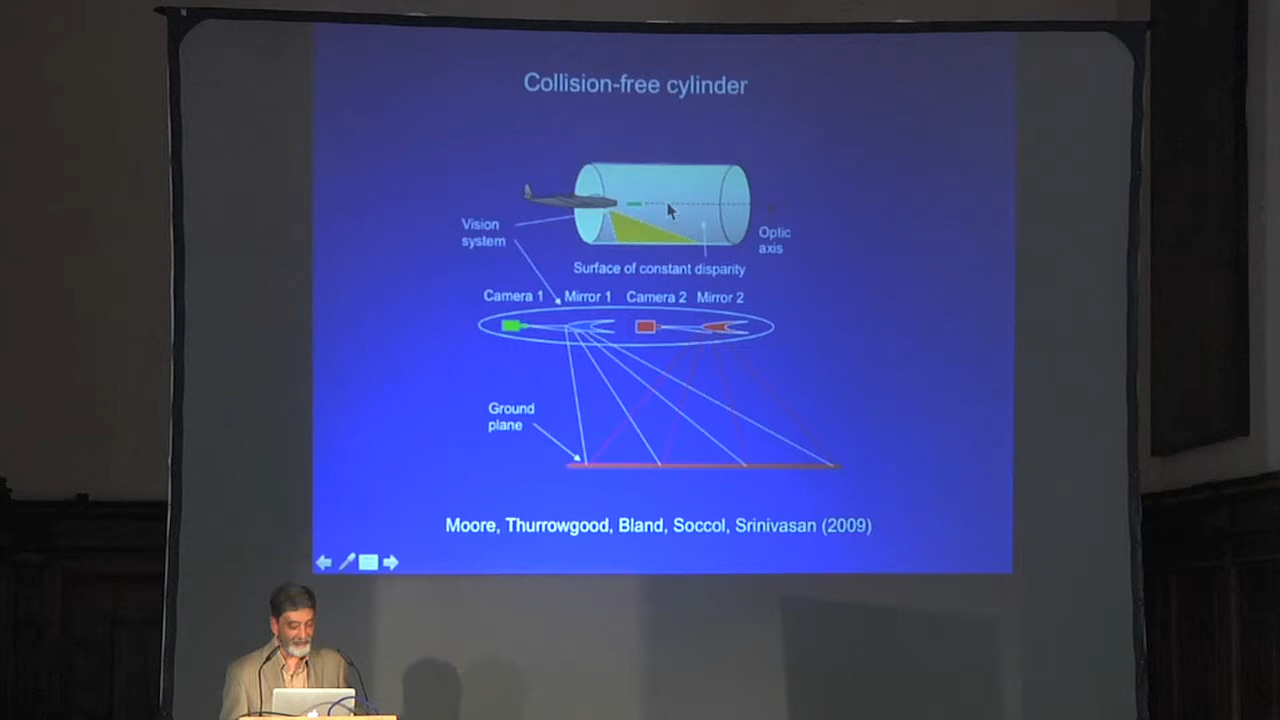 Collision-free cylinder
Vision
system
Optic
axis
Surface of constant disparity
Camera 1 Mirror 1 Camera 2 Mirror 2
Ground
plane
Moore, Thurrowgood, Bland, Soccol, Srinivasan (2009)